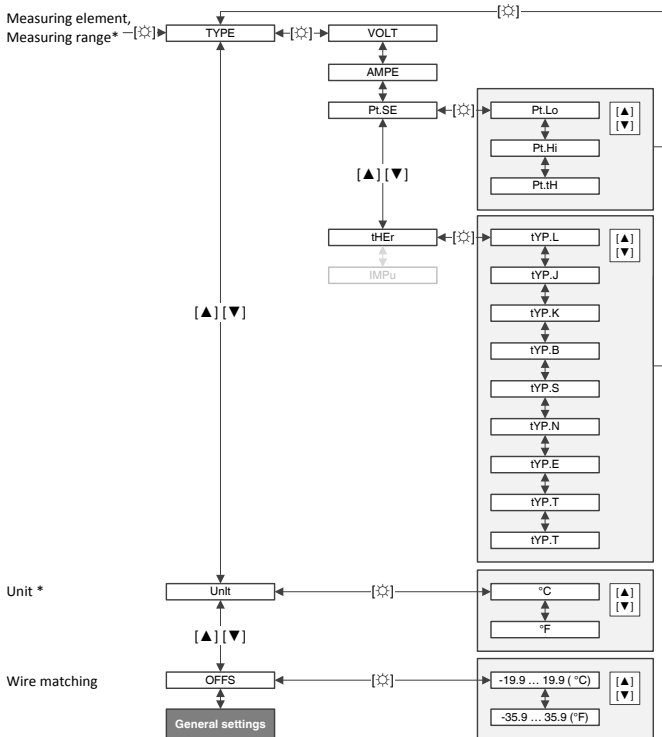 [☼]
Measuring element,
Measuring range* [☼] TYPE [☼] VOLT
AMPE
Pt.SE [☼] Pt.Lo [▲]
[▼]
Pt.Hi
[▲] [▼]
Pt.tH
tHEr [☼] tYP.L [▲]
[▼]
IMPu tYP.J
[▲] [▼] tYP.K
tYP.B
tYP.S
tYP.N
tYP.E
tYP.T
tYP.T
Unit * UnIt [☼] °C [▲]
[▼]
°F
[▲] [▼]
Wire matching OFFS [☼] -19.9 ... 19.9 ( °C) [▲]
[▼]
General settings -35.9 ... 35.9 (°F)